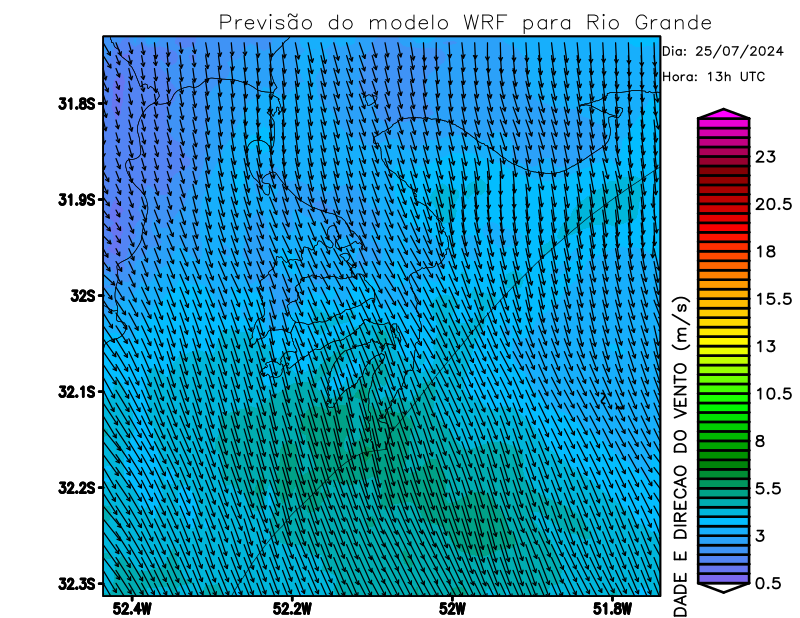 Previsão do modelo WRF para Rio Grande
Dia: 25/07/2024
Hora: 13h UTC
31.8S
31.9S
32S
32.1S
32.2S
32.3S
52.4W
52.2W
52W
51.8W
23
20.5
18
15.5
13
10.5
8
5.5
3
0.5
DADE E DIRECAO DO VENTO (m/s)